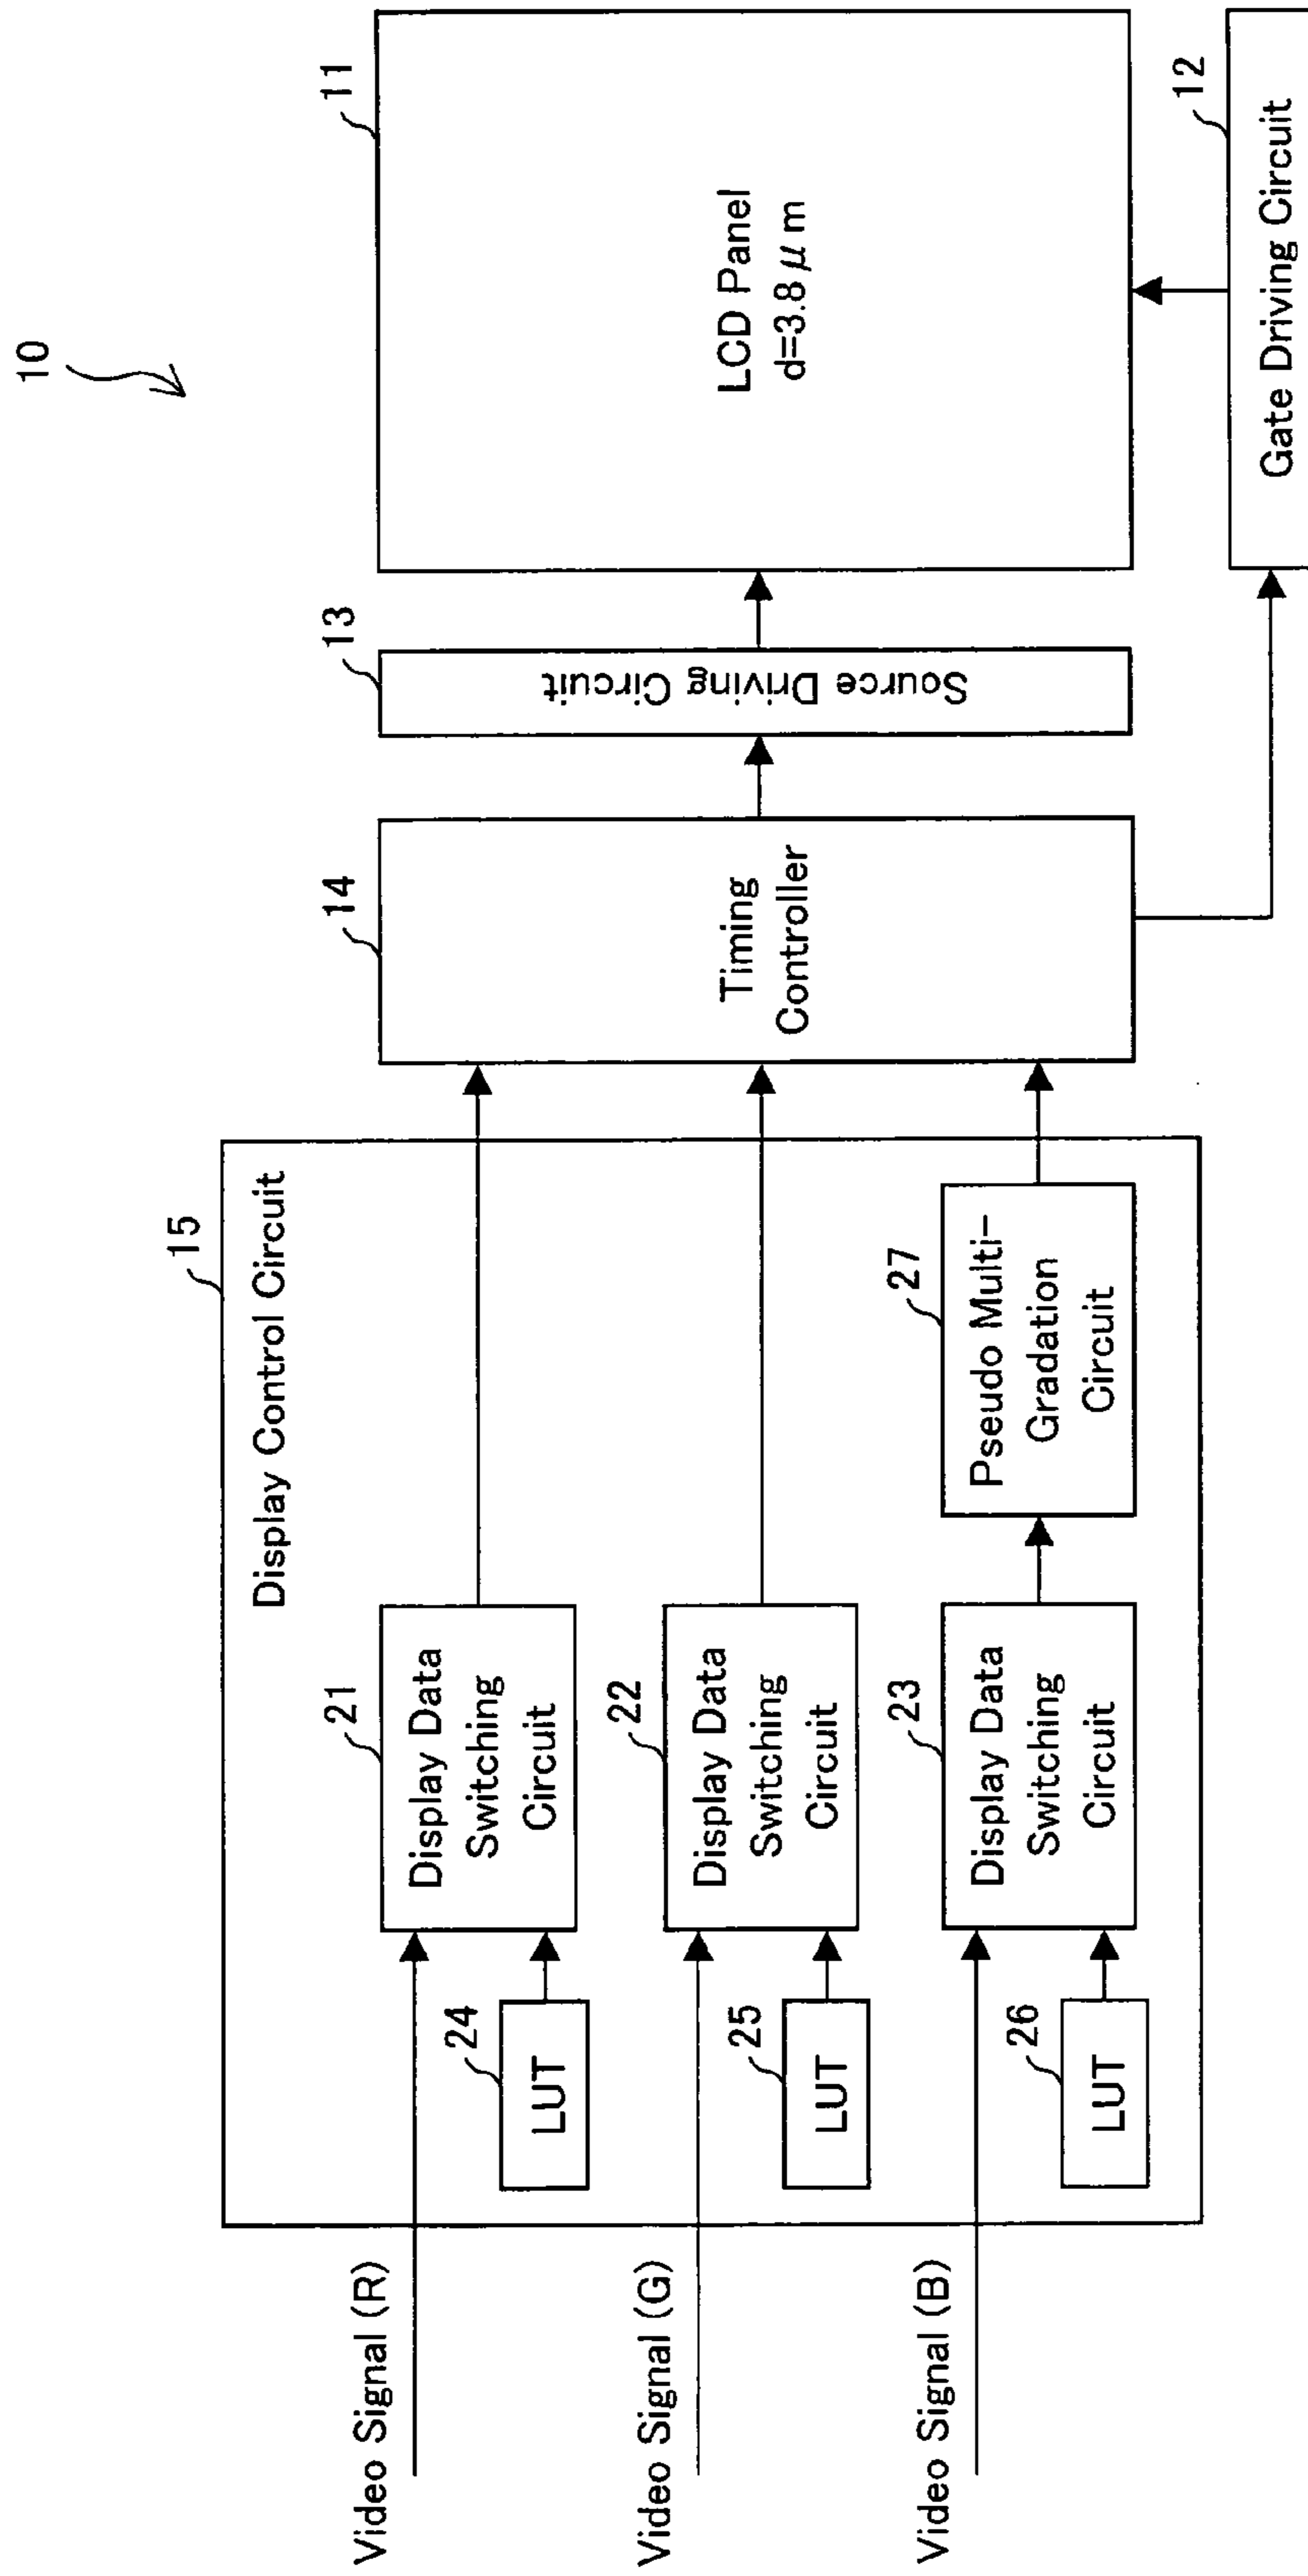 10
15
Display Control Circuit
Video Signal (R)
21
Display Data
Switching
Circuit
24
LUT
Video Signal (G)
22
Display Data
Switching
Circuit
25
LUT
Video Signal (B)
23
Display Data
Switching
Circuit
26
LUT
27
Pseudo Multi-
Gradation
Circuit
14
Timing
Controller
13
Source Driving Circuit
11
LCD Panel
d=3.8μm
12
Gate Driving Circuit